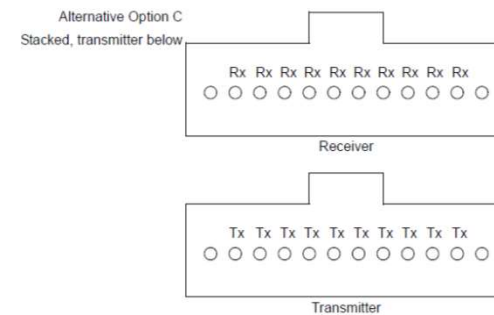 Alternative Option C
Stacked, transmitter below
Rx Rx Rx Rx Rx Rx Rx Rx Rx Rx
Receiver
Tx Tx Tx Tx Tx Tx Tx Tx Tx Tx
Transmitter